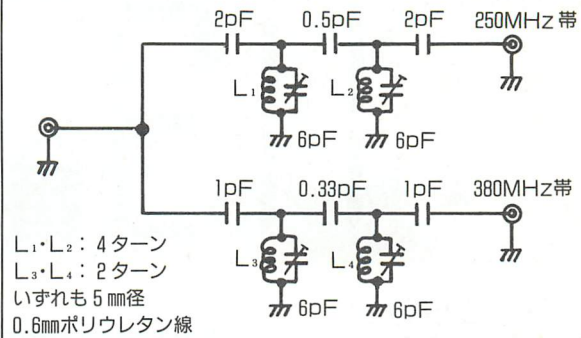 2pF 0.5pF 2pF 250MHz帯
L₁ L₂
6pF 6pF
1pF 0.33pF 1pF 380MHz帯
L₃ L₄
6pF 6pF
L₁・L₂：4ターン
L₃・L₄：2ターン
いずれも5㎜径
0.6㎜ポリウレタン線